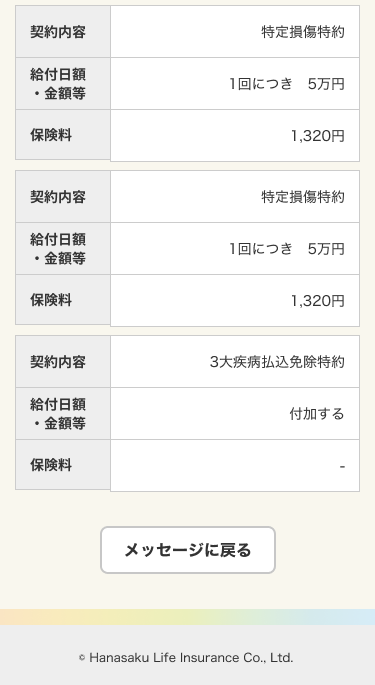 契約内容 特定損傷特約
給付日額
・金額等 1回につき　5万円
保険料 1,320円
契約内容 特定損傷特約
給付日額
・金額等 1回につき　5万円
保険料 1,320円
契約内容 3大疾病払込免除特約
給付日額
・金額等 付加する
保険料 -
メッセージに戻る
© Hanasaku Life Insurance Co., Ltd.